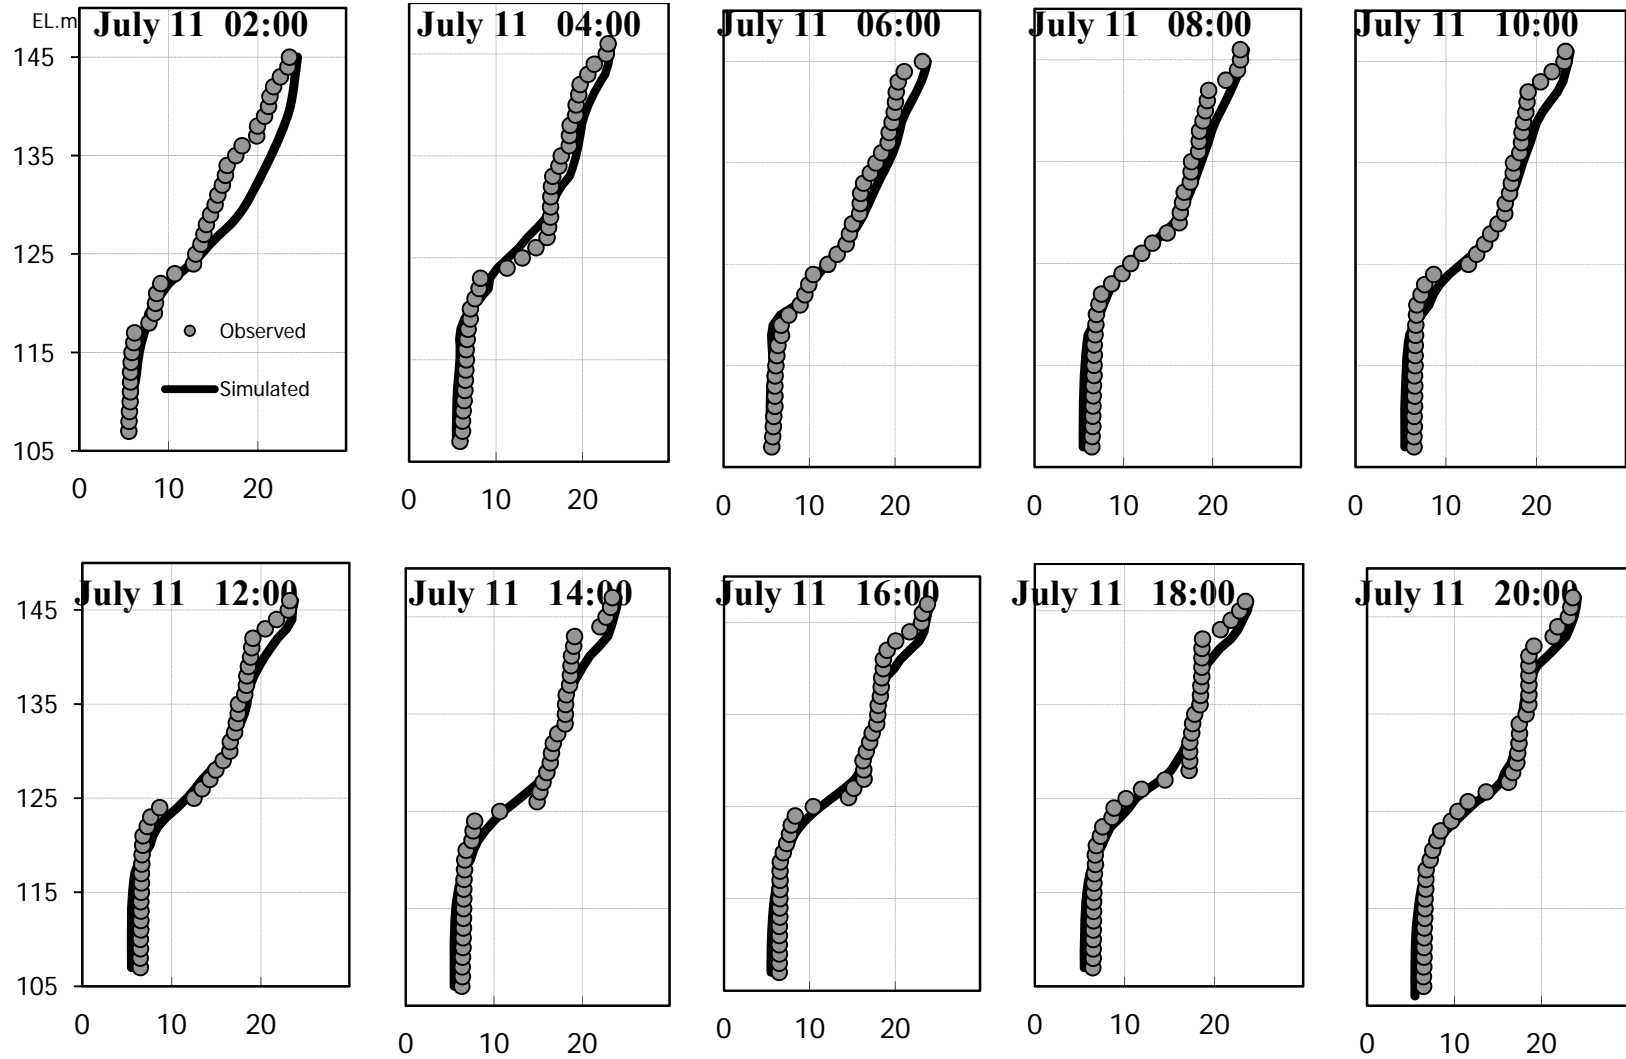 EL.m
July 11 02:00
July 11 04:00
July 11 06:00
July 11 08:00
July 11 10:00
145
135
125
115
105
Observed
Simulated
0 10 20
0 10 20
0 10 20
0 10 20
0 10 20
July 11 12:00
July 11 14:00
July 11 16:00
July 11 18:00
July 11 20:00
145
135
125
115
105
0 10 20
0 10 20
0 10 20
0 10 20
0 10 20